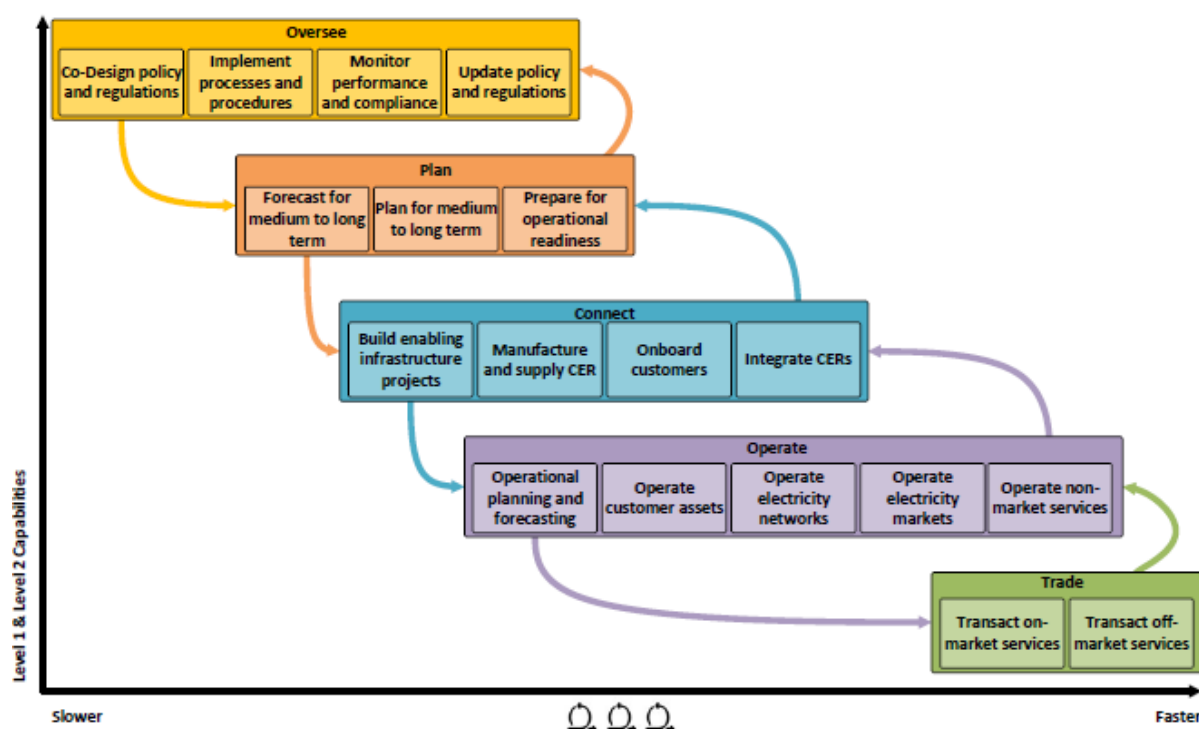 Oversee
Co-Design policy
and regulations
Implement
processes and
procedures
Monitor
performance
and compliance
Update policy
and regulations
Plan
Forecast for
medium to long
term
Plan for medium
to long term
Prepare for
operational
readiness
Connect
Build enabling
infrastructure
projects
Manufacture
and supply CER
Onboard
customers
Integrate CERs
Operate
Operational
planning and
forecasting
Operate
customer assets
Operate
electricity
networks
Operate
electricity
markets
Operate non-
market services
Trade
Transact on-
market services
Transact off-
market services
Level 1 & Level 2 Capabilities
Slower
Faster